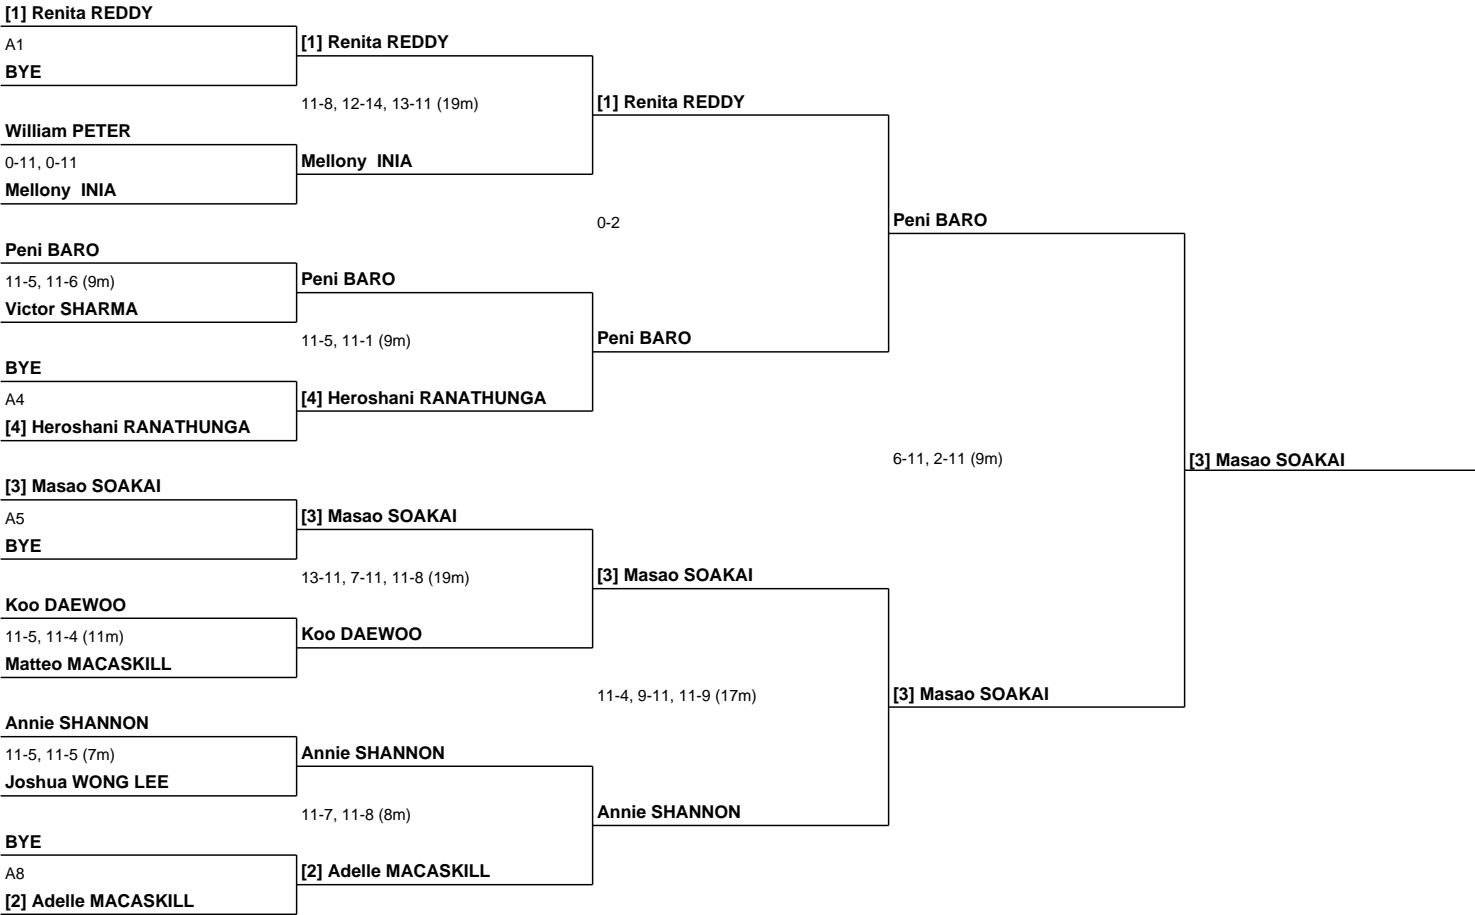 [1] Renita REDDY
A1
BYE
William PETER
0-11, 0-11
Mellony  INIA
Peni BARO
11-5, 11-6 (9m)
Victor SHARMA
BYE
A4
[4] Heroshani RANATHUNGA
[3] Masao SOAKAI
A5
BYE
Koo DAEWOO
11-5, 11-4 (11m)
Matteo MACASKILL
Annie SHANNON
11-5, 11-5 (7m)
Joshua WONG LEE
BYE
A8
[2] Adelle MACASKILL
[1] Renita REDDY
11-8, 12-14, 13-11 (19m)
Mellony  INIA
Peni BARO
11-5, 11-1 (9m)
[4] Heroshani RANATHUNGA
[3] Masao SOAKAI
13-11, 7-11, 11-8 (19m)
Koo DAEWOO
Annie SHANNON
11-7, 11-8 (8m)
[2] Adelle MACASKILL
[1] Renita REDDY
0-2
Peni BARO
[3] Masao SOAKAI
11-4, 9-11, 11-9 (17m)
Annie SHANNON
Peni BARO
6-11, 2-11 (9m)
[3] Masao SOAKAI
[3] Masao SOAKAI